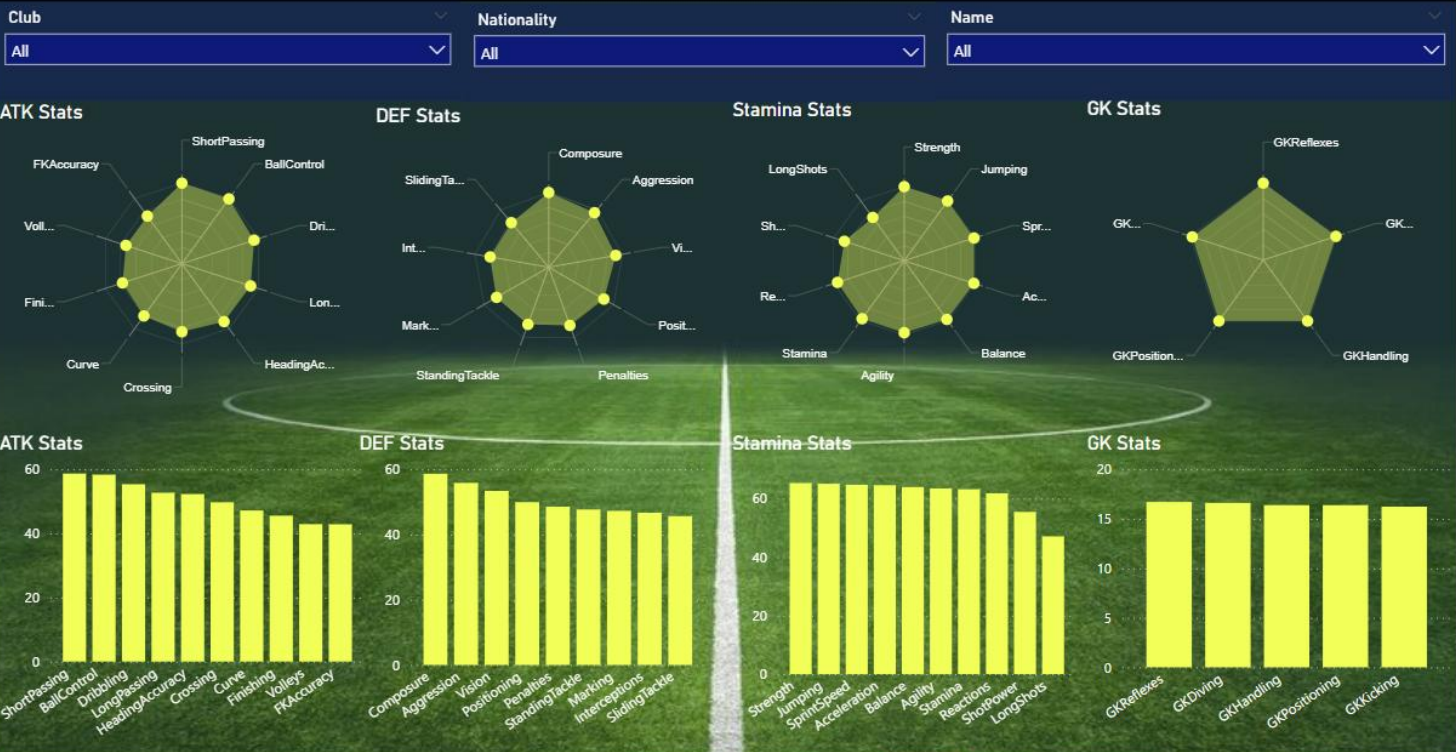 Club
Nationality
Name
All
All
All
ATK Stats
DEF Stats
Stamina Stats
GK Stats
ShortPassing
BallControl
Dri...
Lon...
HeadingAc...
Crossing
Curve
Fini...
Voll...
FKAccuracy
Composure
Aggression
Vi...
Posit...
Penalties
StandingTackle
Mark...
Int...
SlidingTa...
Strength
Jumping
Spr...
Ac...
Balance
Agility
Stamina
Re...
Sh...
LongShots
GKReflexes
GK...
GKHandling
GKPosition...
GK...
ATK Stats
60
40
20
0
ShortPassing
BallControl
Dribbling
LongPassing
HeadingAccuracy
Crossing
Curve
Finishing
Volleys
FKAccuracy
DEF Stats
60
40
20
0
Composure
Aggression
Vision
Positioning
Penalties
StandingTackle
Marking
Interceptions
SlidingTackle
Stamina Stats
60
40
20
0
Strength
Jumping
SprintSpeed
Acceleration
Balance
Agility
Stamina
Reactions
ShotPower
LongShots
GK Stats
20
15
10
5
0
GKReflexes
GKDiving
GKHandling
GKPositioning
GKKicking